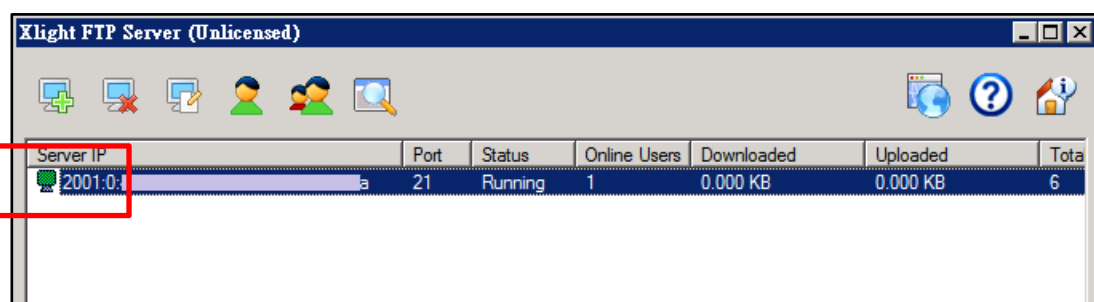 Xlight FTP Server (Unlicensed)
Server IP Port Status Online Users Downloaded Uploaded Tota
2001:0: a 21 Running 1 0.000 KB 0.000 KB 6